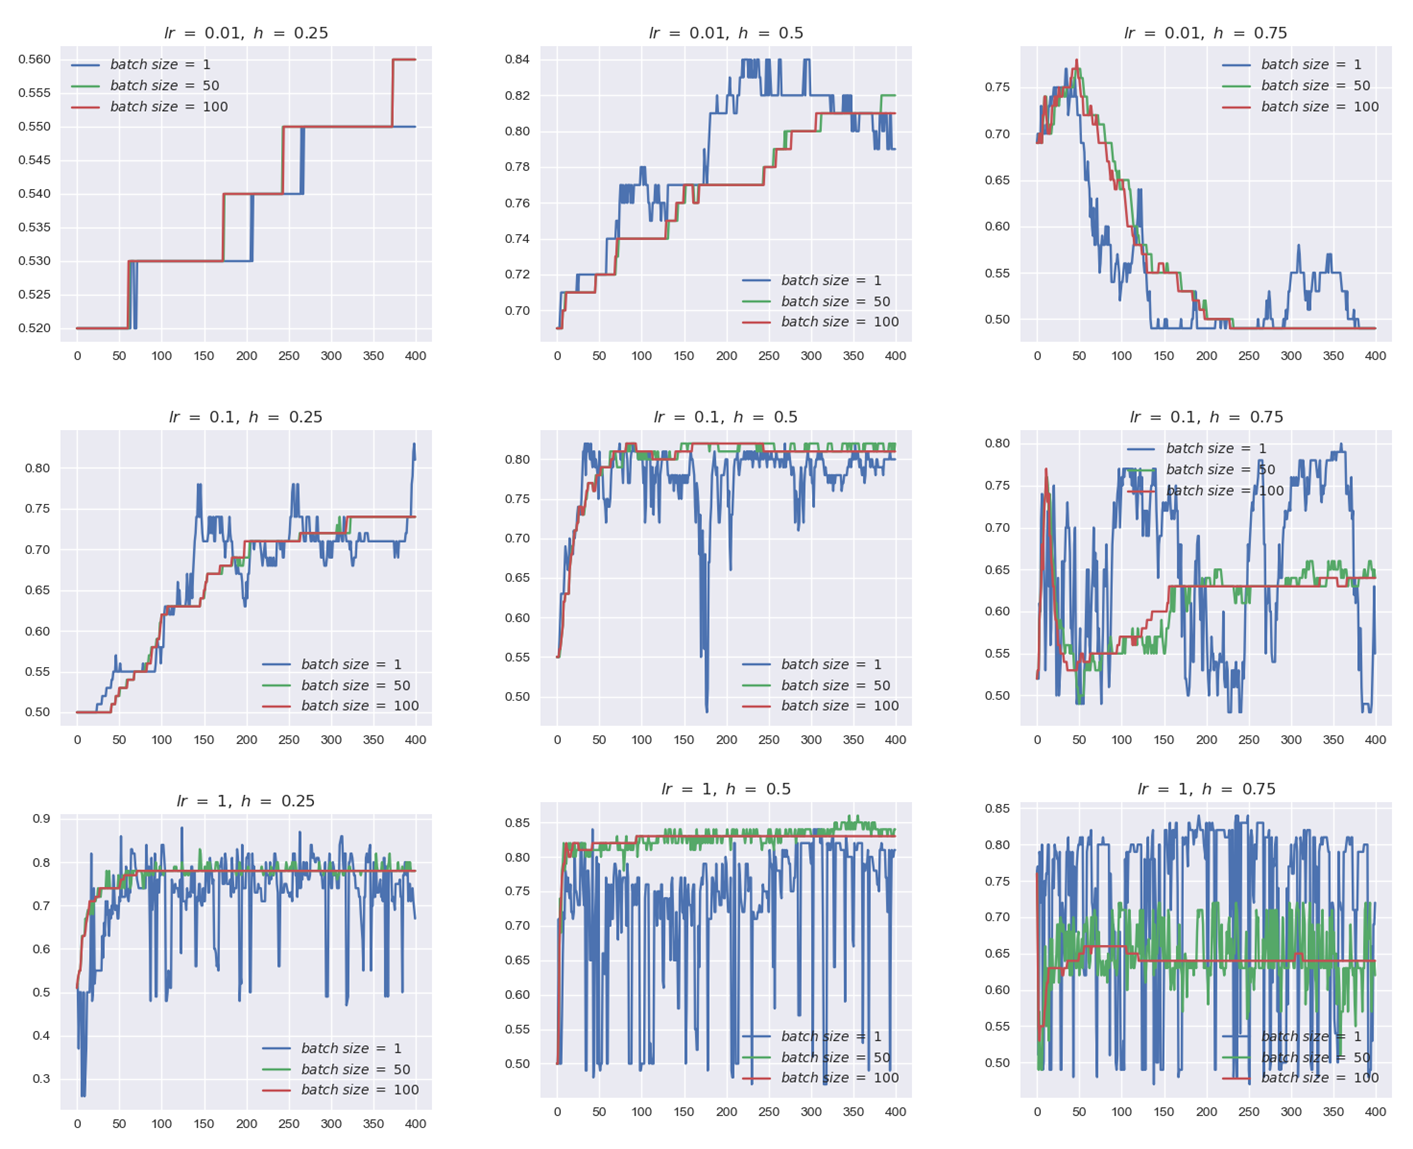 lr = 0.01, h = 0.25
0.560
0.555
0.550
0.545
0.540
0.535
0.530
0.525
0.520
batch size = 1
batch size = 50
batch size = 100
0 50 100 150 200 250 300 350 400
lr = 0.01, h = 0.5
0.84
0.82
0.80
0.78
0.76
0.74
0.72
0.70
batch size = 1
batch size = 50
batch size = 100
0 50 100 150 200 250 300 350 400
lr = 0.01, h = 0.75
0.75
0.70
0.65
0.60
0.55
0.50
batch size = 1
batch size = 50
batch size = 100
0 50 100 150 200 250 300 350 400
lr = 0.1, h = 0.25
0.80
0.75
0.70
0.65
0.60
0.55
0.50
batch size = 1
batch size = 50
batch size = 100
0 50 100 150 200 250 300 350 400
lr = 0.1, h = 0.5
0.80
0.75
0.70
0.65
0.60
0.55
0.50
batch size = 1
batch size = 50
batch size = 100
0 50 100 150 200 250 300 350 400
lr = 0.1, h = 0.75
0.80
0.75
0.70
0.65
0.60
0.55
0.50
batch size = 1
batch size = 50
batch size = 100
0 50 100 150 200 250 300 350 400
lr = 1, h = 0.25
0.9
0.8
0.7
0.6
0.5
0.4
0.3
batch size = 1
batch size = 50
batch size = 100
0 50 100 150 200 250 300 350 400
lr = 1, h = 0.5
0.85
0.80
0.75
0.70
0.65
0.60
0.55
0.50
batch size = 1
batch size = 50
batch size = 100
0 50 100 150 200 250 300 350 400
lr = 1, h = 0.75
0.85
0.80
0.75
0.70
0.65
0.60
0.55
0.50
batch size = 1
batch size = 50
batch size = 100
0 50 100 150 200 250 300 350 400